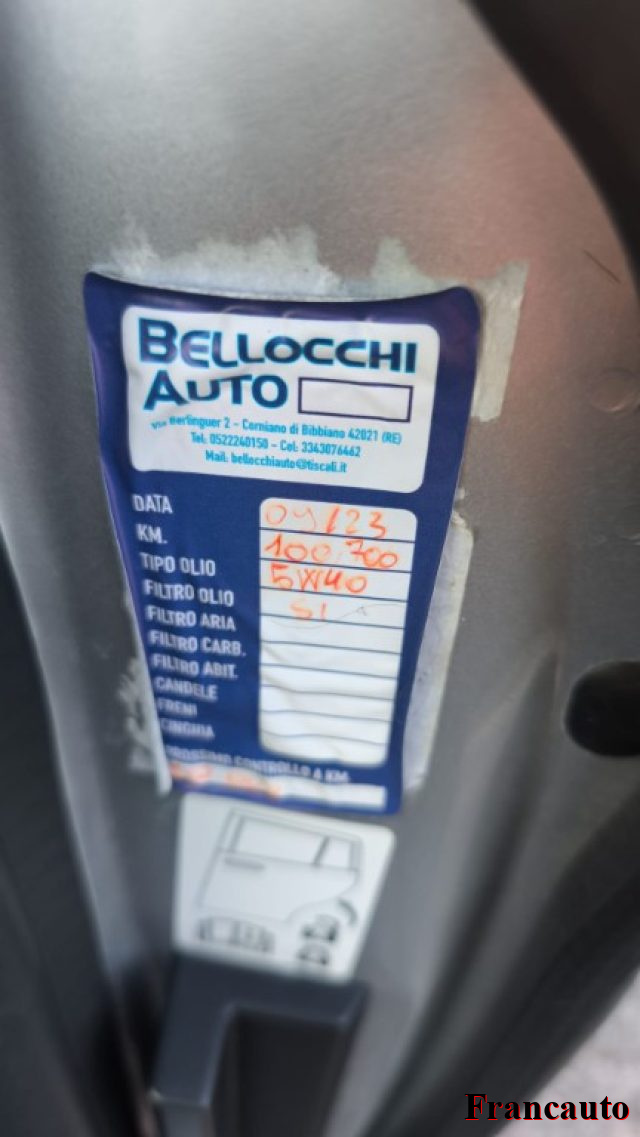 BELLOCCHI
AUTO
Via Berlinguer 2 - Corniano di Bibbiano 42021 (RE)
Tel: 0522240150 - Cel: 3343076462
Mail: bellocchiauto@tiscali.it
DATA 09/23
KM. 100.700
TIPO OLIO 5W40
FILTRO OLIO SI
FILTRO ARIA
FILTRO CARB.
FILTRO ABIT.
CANDELE
FRENI
CINGHIA
PROSSIMO CONTROLLO A KM.
Francauto